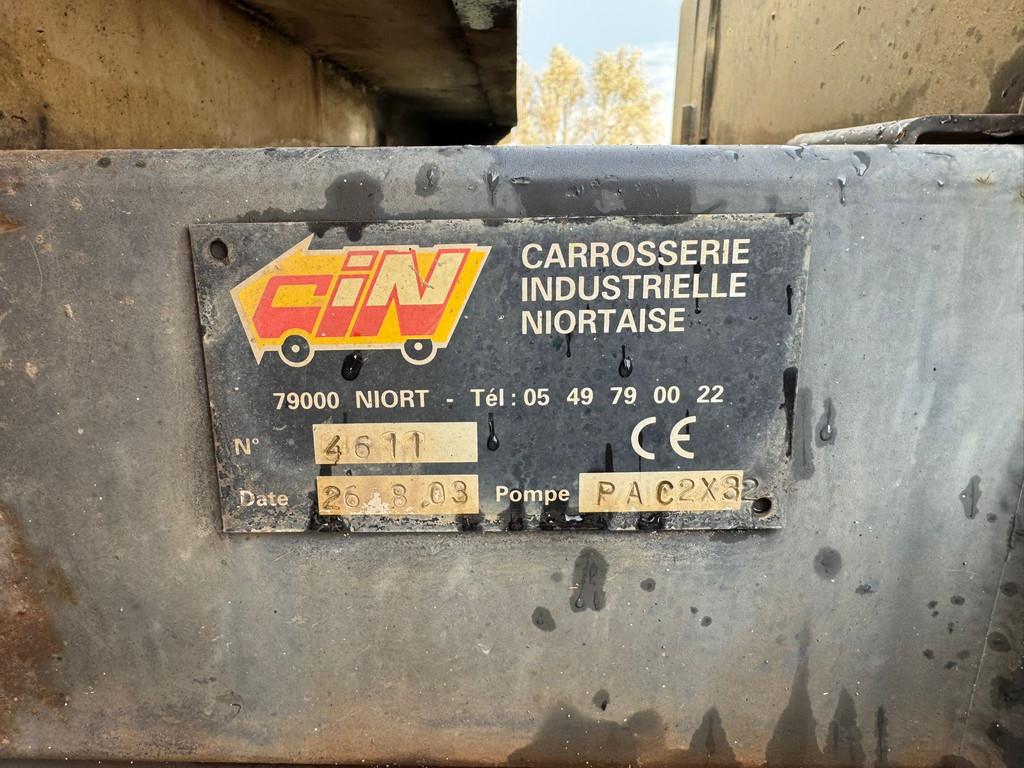 CiN
CARROSSERIE
INDUSTRIELLE
NIORTAISE
79000 NIORT - Tél : 05 49 79 00 22
N° 4611
CE
Date 26.8.03 Pompe PAC2X32